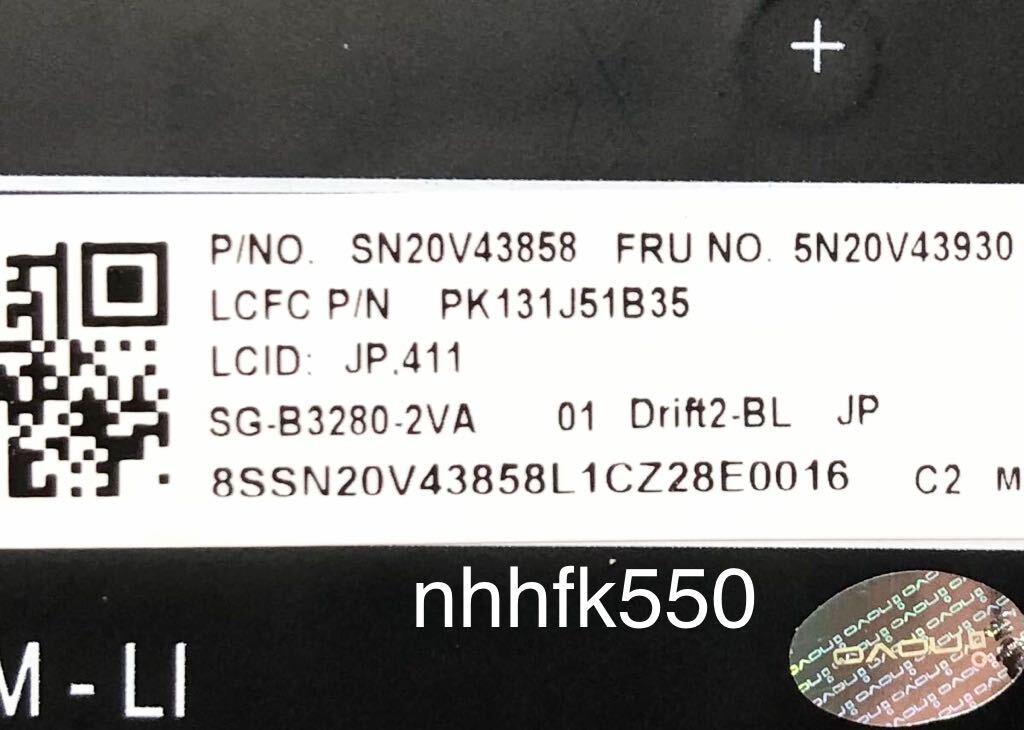 P/NO. SN20V43858 FRU NO. 5N20V43930
LCFC P/N PK131J51B35
LCID: JP.411
SG-B3280-2VA 01 Drift2-BL JP
8SSN20V43858L1CZ28E0016 C2 M
nhhfk550
M - LI